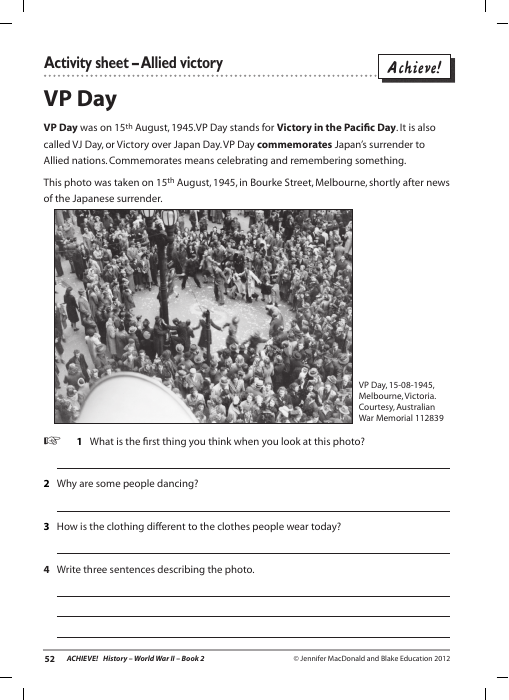 Activity sheet – Allied victory
Achieve!
VP Day
VP Day was on 15th August, 1945.VP Day stands for Victory in the Pacific Day. It is also
called VJ Day, or Victory over Japan Day. VP Day commemorates Japan’s surrender to
Allied nations. Commemorates means celebrating and remembering something.
This photo was taken on 15th August, 1945, in Bourke Street, Melbourne, shortly after news
of the Japanese surrender.
VP Day, 15-08-1945,
Melbourne, Victoria.
Courtesy, Australian
War Memorial 112839
1 What is the first thing you think when you look at this photo?
2 Why are some people dancing?
3 How is the clothing different to the clothes people wear today?
4 Write three sentences describing the photo.
52 ACHIEVE! History – World War II – Book 2 © Jennifer MacDonald and Blake Education 2012